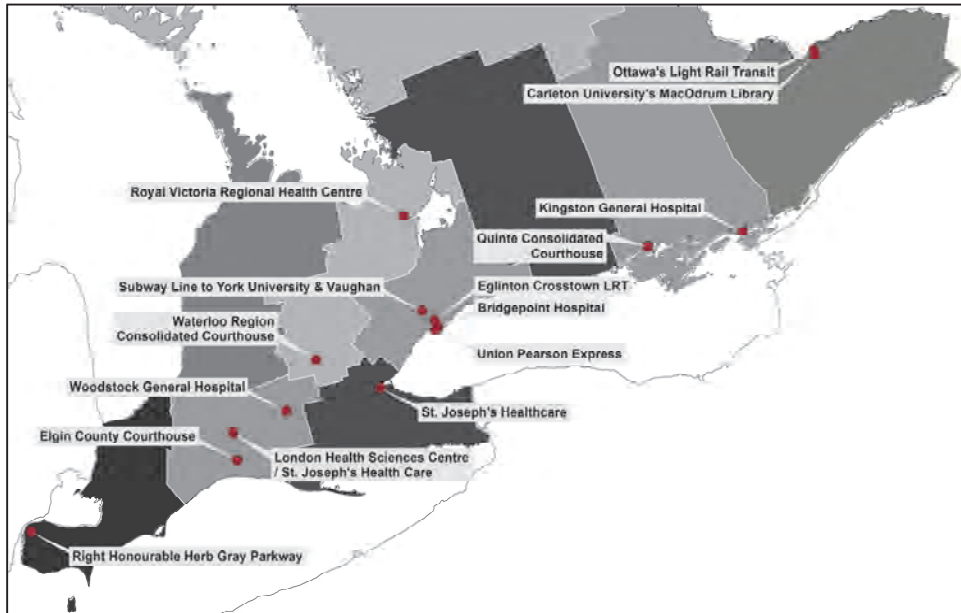 Ottawa's Light Rail Transit
Carleton University's MacOdrum Library
Royal Victoria Regional Health Centre
Kingston General Hospital
Quinte Consolidated
Courthouse
Subway Line to York University & Vaughan
Eglinton Crosstown LRT
Bridgepoint Hospital
Waterloo Region
Consolidated Courthouse
Union Pearson Express
Woodstock General Hospital
St. Joseph's Healthcare
Elgin County Courthouse
London Health Sciences Centre
/ St. Joseph's Health Care
Right Honourable Herb Gray Parkway